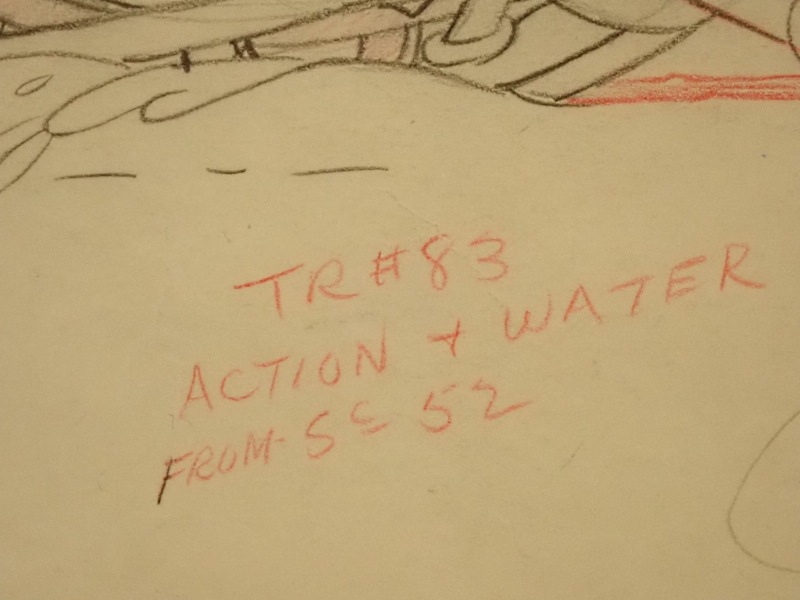 TR#83
ACTION + WATER
FROM- SC 52